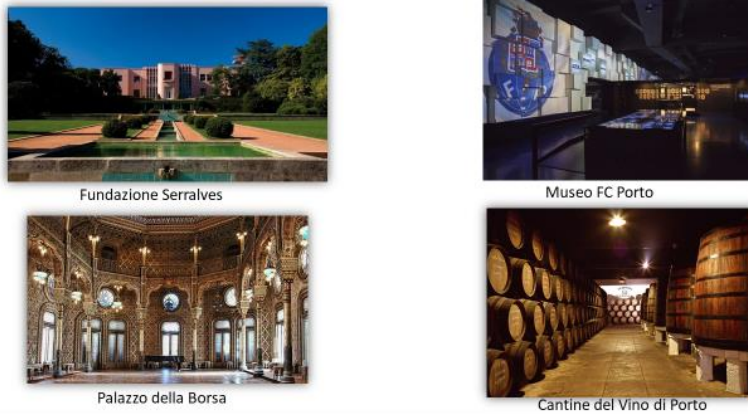 Fundazione Serralves
Museo FC Porto
Palazzo della Borsa
Cantine del Vino di Porto